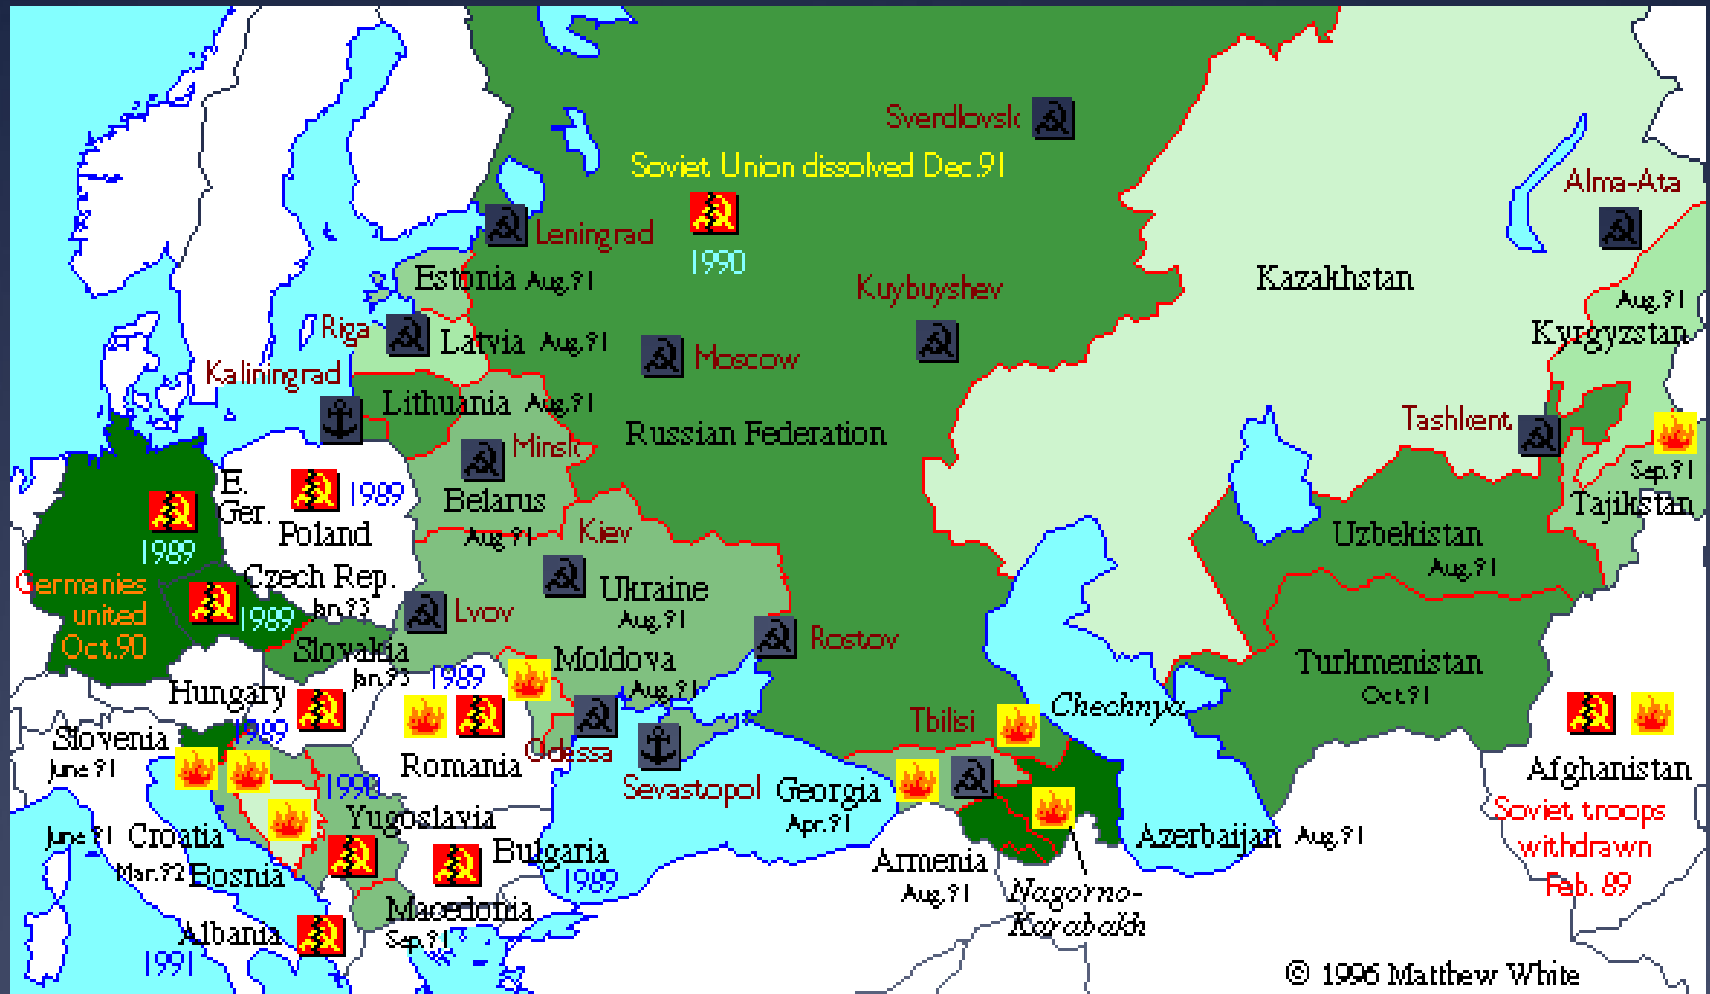 Sverdlovsk
Soviet Union dissolved Dec.91
1990
Alma-Ata
Leningrad
Estonia Aug.91
Kuybuyshev
Kazakhstan
Aug.91
Kyrgyzstan
Riga
Latvia Aug.91
Moscow
Kaliningrad
Lithuania Aug.91
Russian Federation
Tashkent
Minsk
Sep.91
Tajikstan
E.
Ger.
1989
Poland
1989
Belarus
Aug.91
Kiev
Uzbekistan
Aug.91
Germanies
united
Oct.90
Czech Rep.
Jan.93
1989
Lvov
Ukraine
Aug.91
Rostov
Slovakia
Jan.93
Moldova
Aug.91
Turkmenistan
Oct.91
Hungary
1989
1989
Chechnya
Tbilisi
Slovenia
June 91
Romania
Odessa
Sevastopol
Georgia
Apr.91
Afghanistan
Soviet troops
withdrawn
Feb. 89
1990
Yugoslavia
June 91
Croatia
Mar.92
Bosnia
Bulgaria
1989
Armenia
Aug.91
Azerbaijan Aug.91
Nagorno-
Karabakh
Macedonia
Sep.91
Albania
1991
© 1996 Matthew White